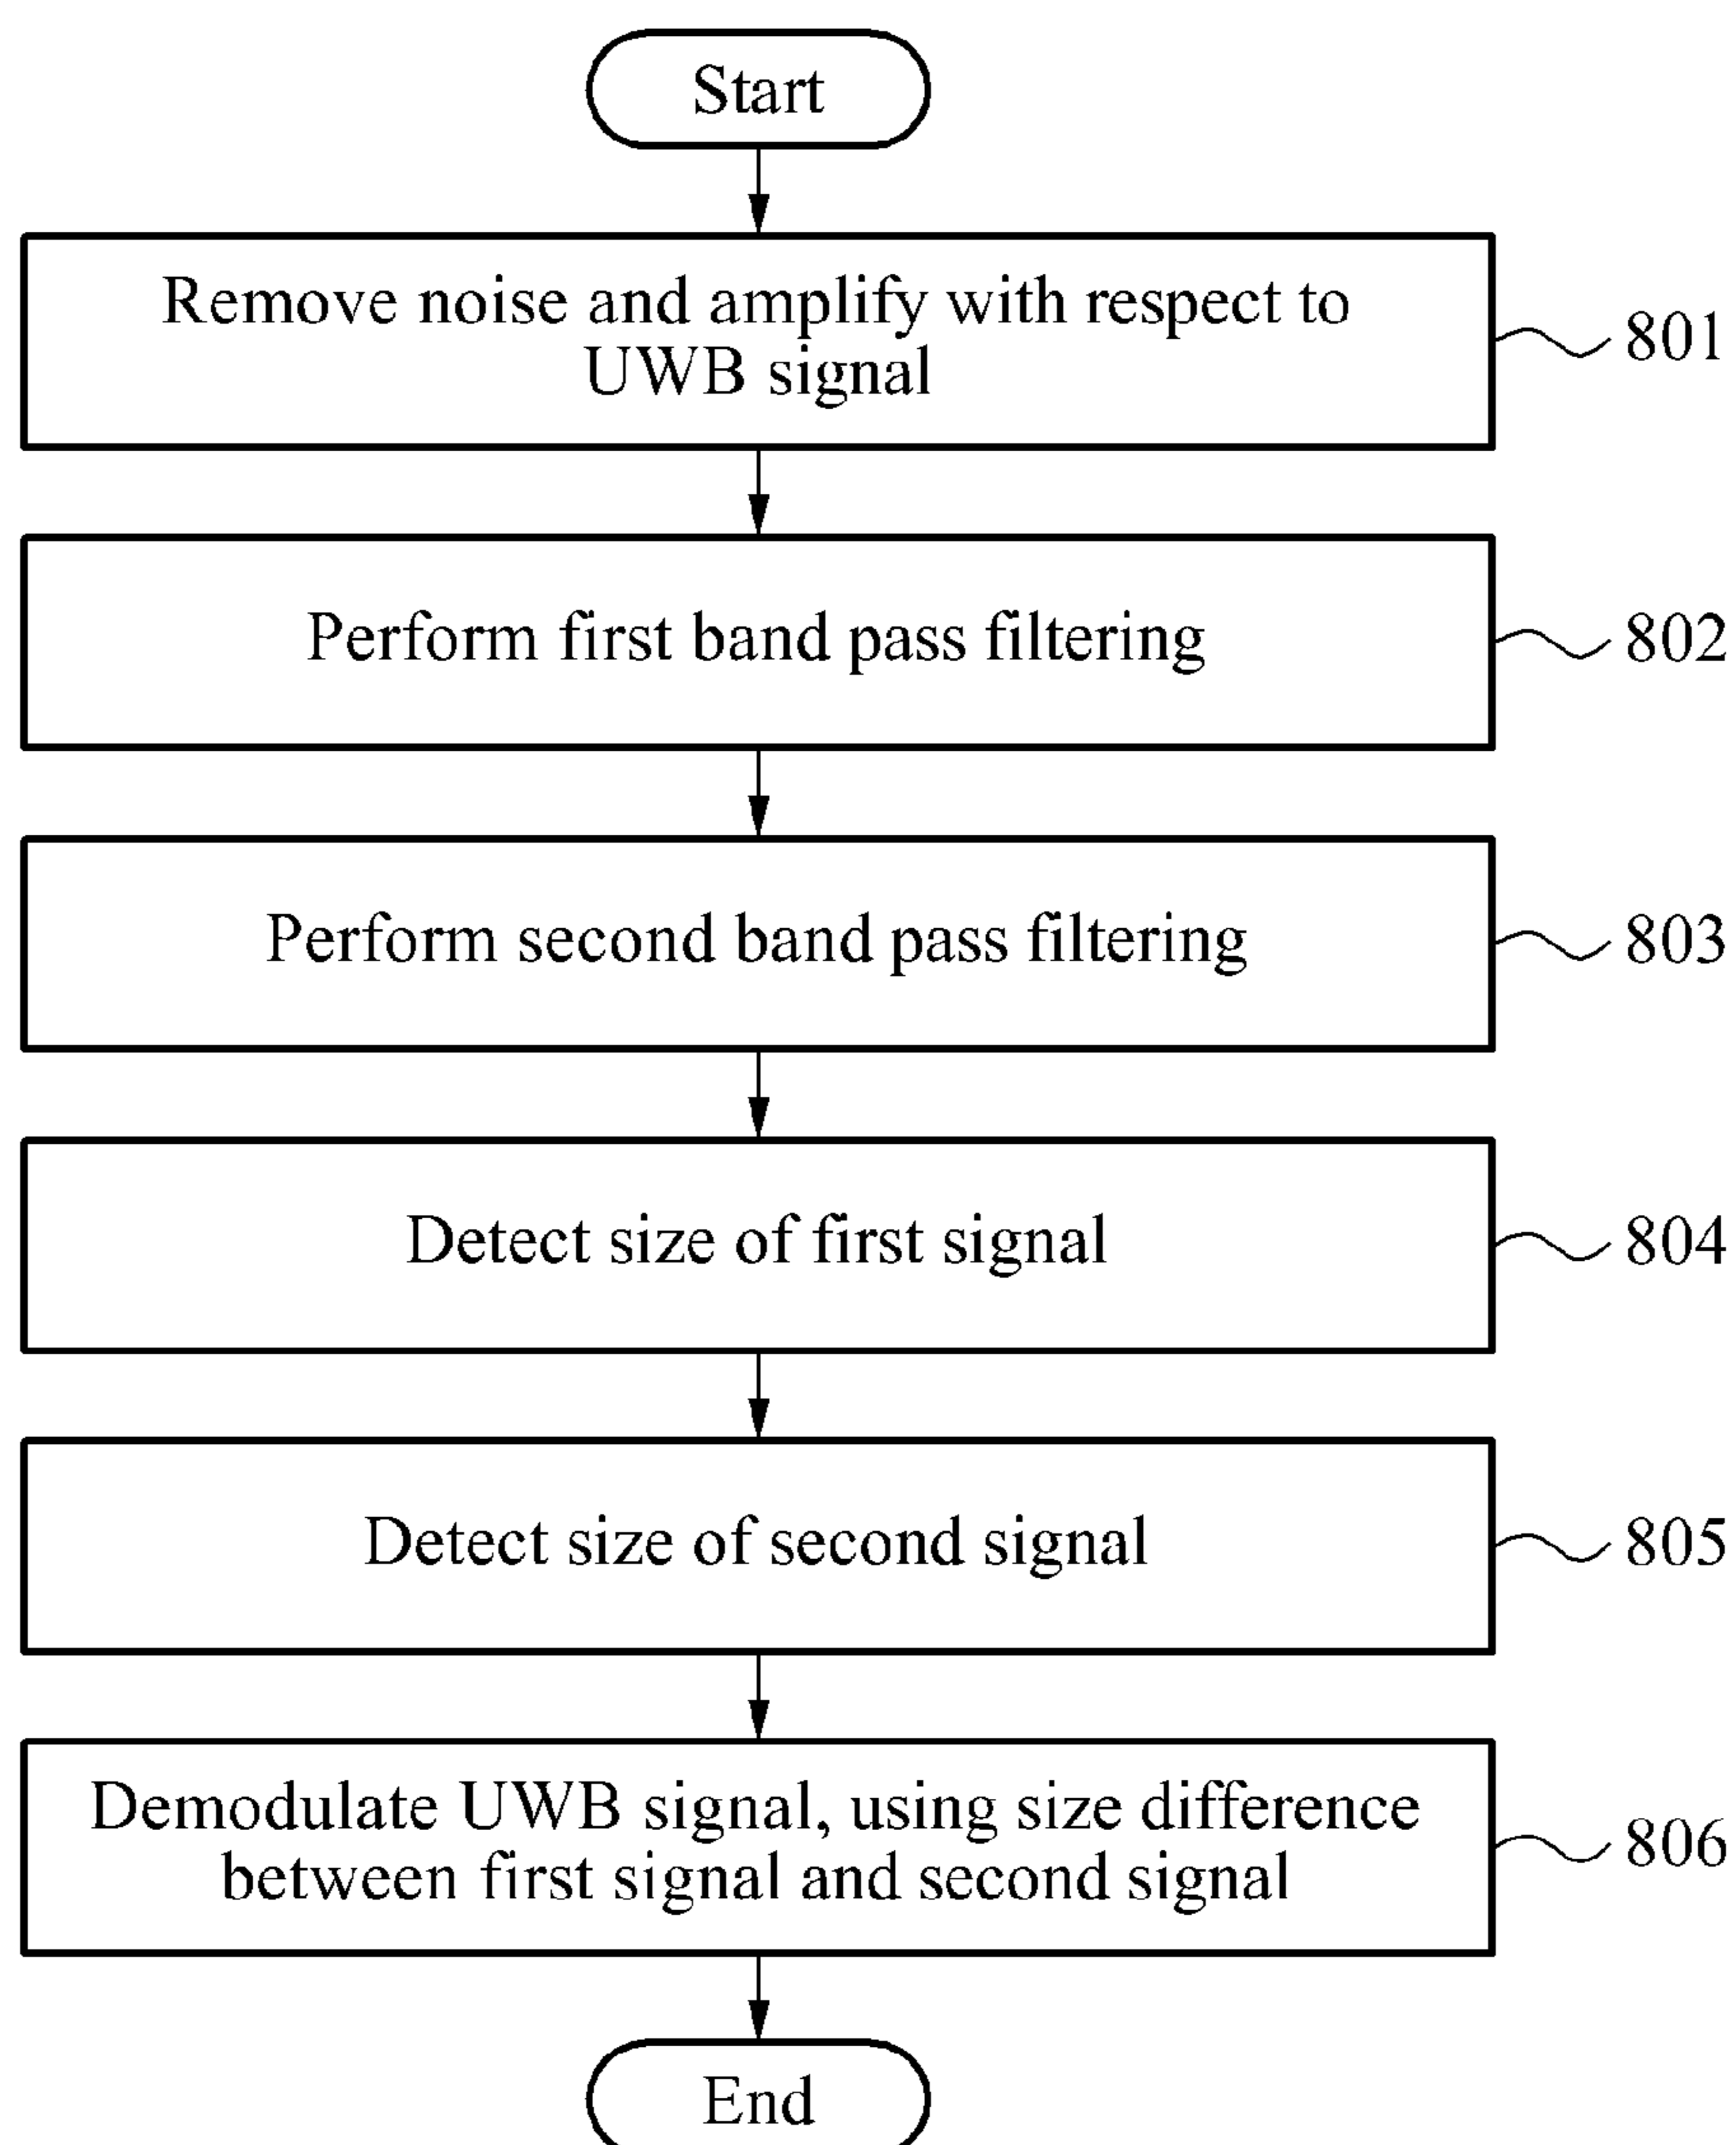 Start
Remove noise and amplify with respect to
UWB signal
801
Perform first band pass filtering
802
Perform second band pass filtering
803
Detect size of first signal
804
Detect size of second signal
805
Demodulate UWB signal, using size difference
between first signal and second signal
806
End